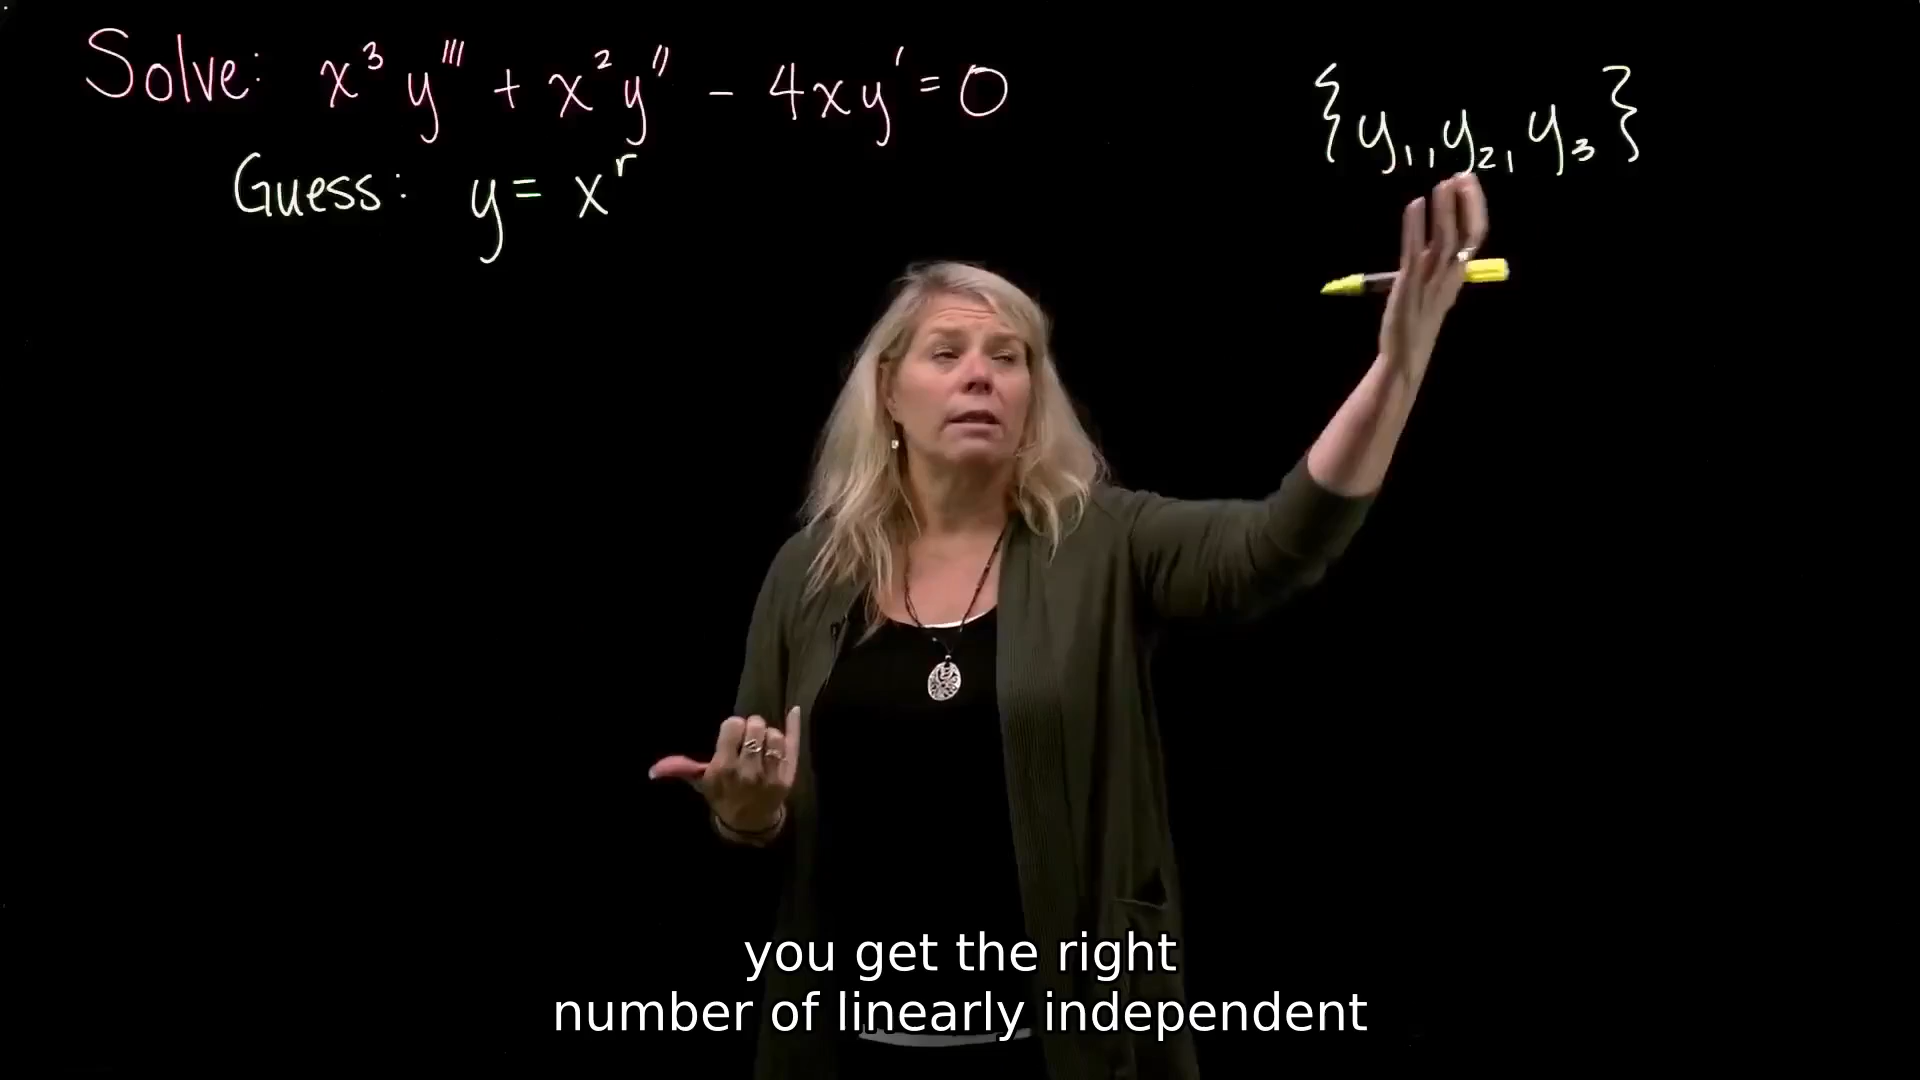 Solve: x³y''' + x²y'' - 4xy' = 0
{y₁, y₂, y₃}
Guess: y = xʳ
you get the right
number of linearly independent